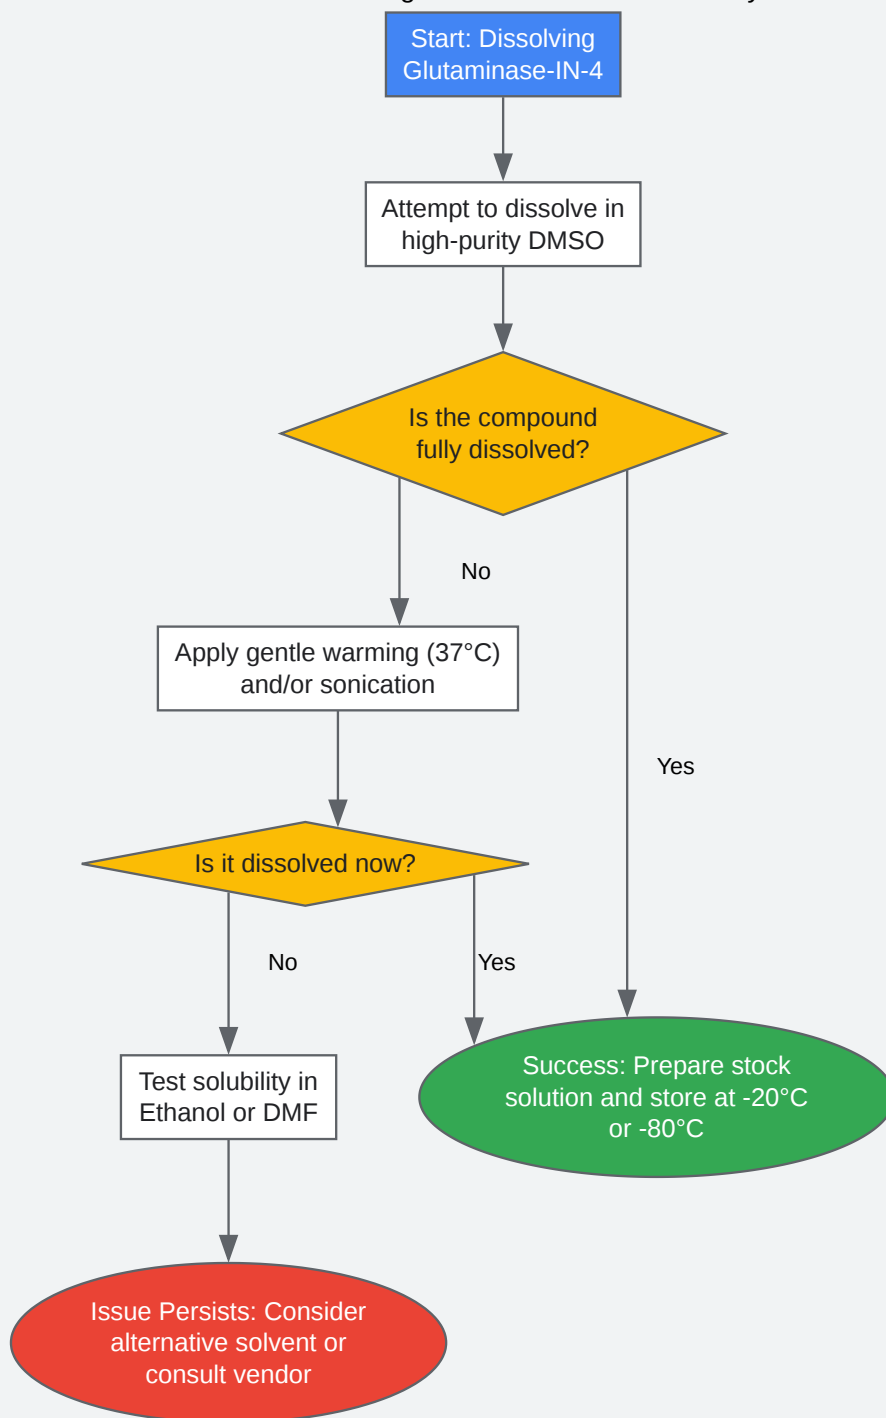 Start: Dissolving
Glutaminase-IN-4
Attempt to dissolve in
high-purity DMSO
Is the compound
fully dissolved?
No
Apply gentle warming (37°C)
and/or sonication
Yes
Is it dissolved now?
No
Yes
Test solubility in
Ethanol or DMF
Success: Prepare stock
solution and store at -20°C
or -80°C
Issue Persists: Consider
alternative solvent or
consult vendor